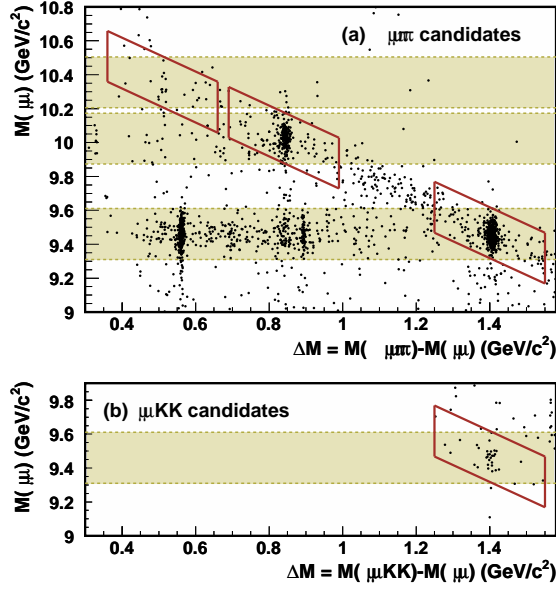 10.8
10.6
10.4
10.2
10
9.8
9.6
9.4
9.2
9
M( μμ) (GeV/c²)
(a) μμππ candidates
0.4 0.6 0.8 1 1.2 1.4
ΔM = M( μμππ)-M( μμ) (GeV/c²)
9.8
9.6
9.4
9.2
9
M( μμ) (GeV/c²)
(b) μμKK candidates
0.4 0.6 0.8 1 1.2 1.4
ΔM = M( μμKK)-M( μμ) (GeV/c²)